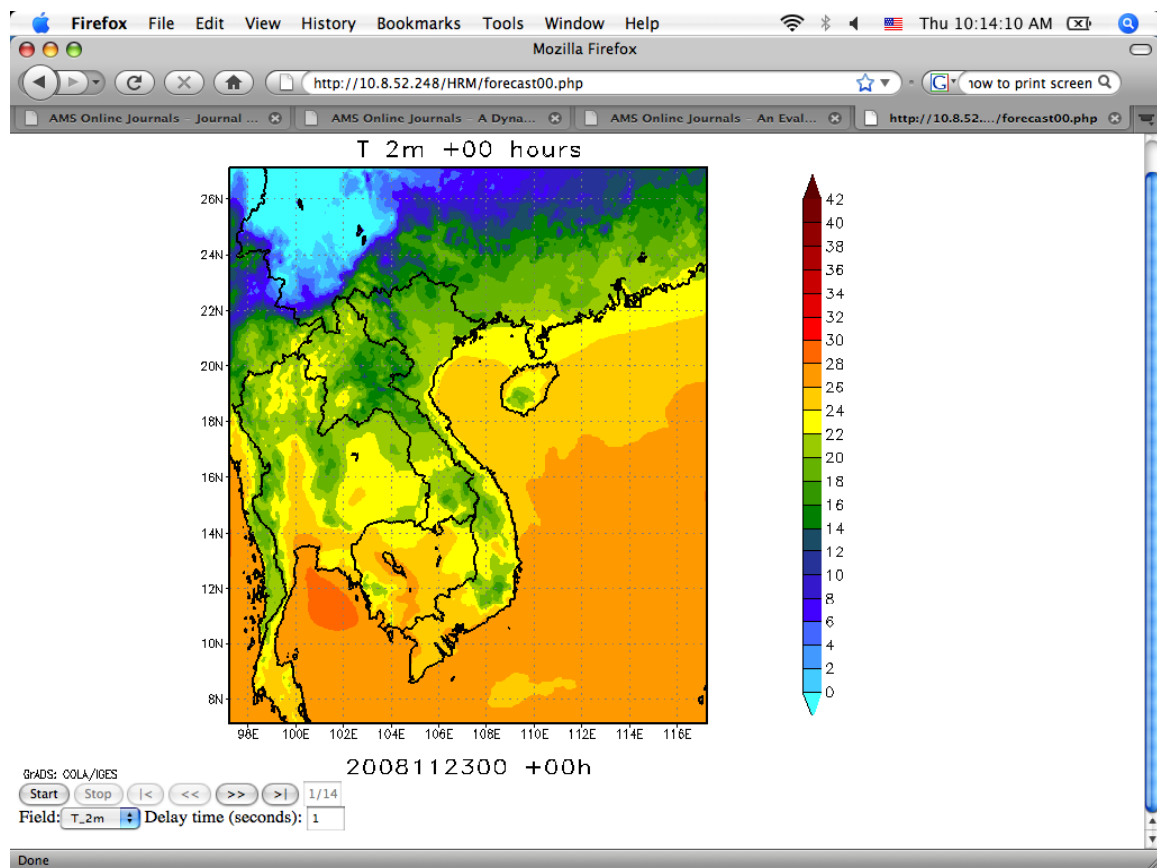 Firefox File Edit View History Bookmarks Tools Window Help Thu 10:14:10 AM
Mozilla Firefox
http://10.8.52.248/HRM/forecast00.php
G
now to print screen
AMS Online Journals - Journal ...
AMS Online Journals - A Dyna...
AMS Online Journals - An Eval...
http://10.8.52..../forecast00.php
T 2m +00 hours
26N
24N
22N
20N
18N
16N
14N
12N
10N
8N
98E 100E 102E 104E 106E 108E 110E 112E 114E 116E
42
40
38
36
34
32
30
28
26
24
22
20
18
16
14
12
10
8
6
4
2
0
2008112300 +00h
GrADS: COLA/IGES
Start Stop |< << >> >| 1/14
Field: T_2m Delay time (seconds): 1
Done